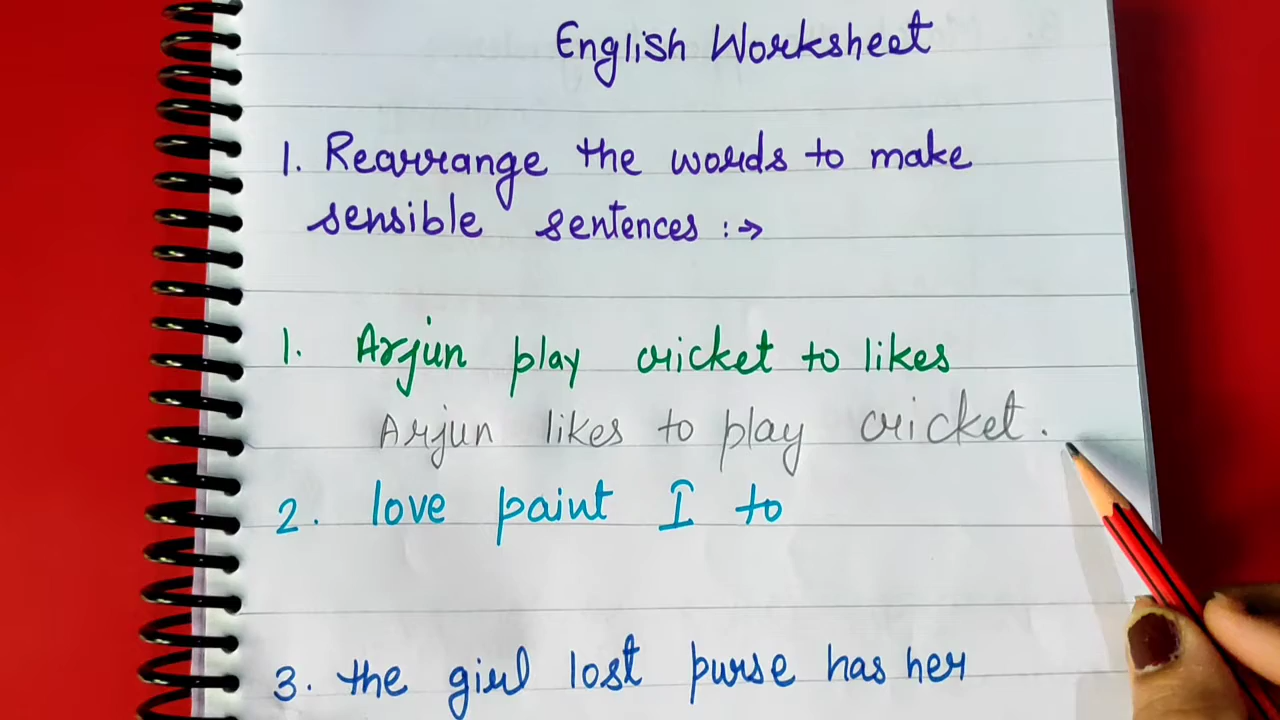 English Worksheet
1. Rearrange the words to make
sensible sentences :→
1. Arjun play cricket to likes
Arjun likes to play cricket.
2. love paint I to
3. the girl lost purse has her